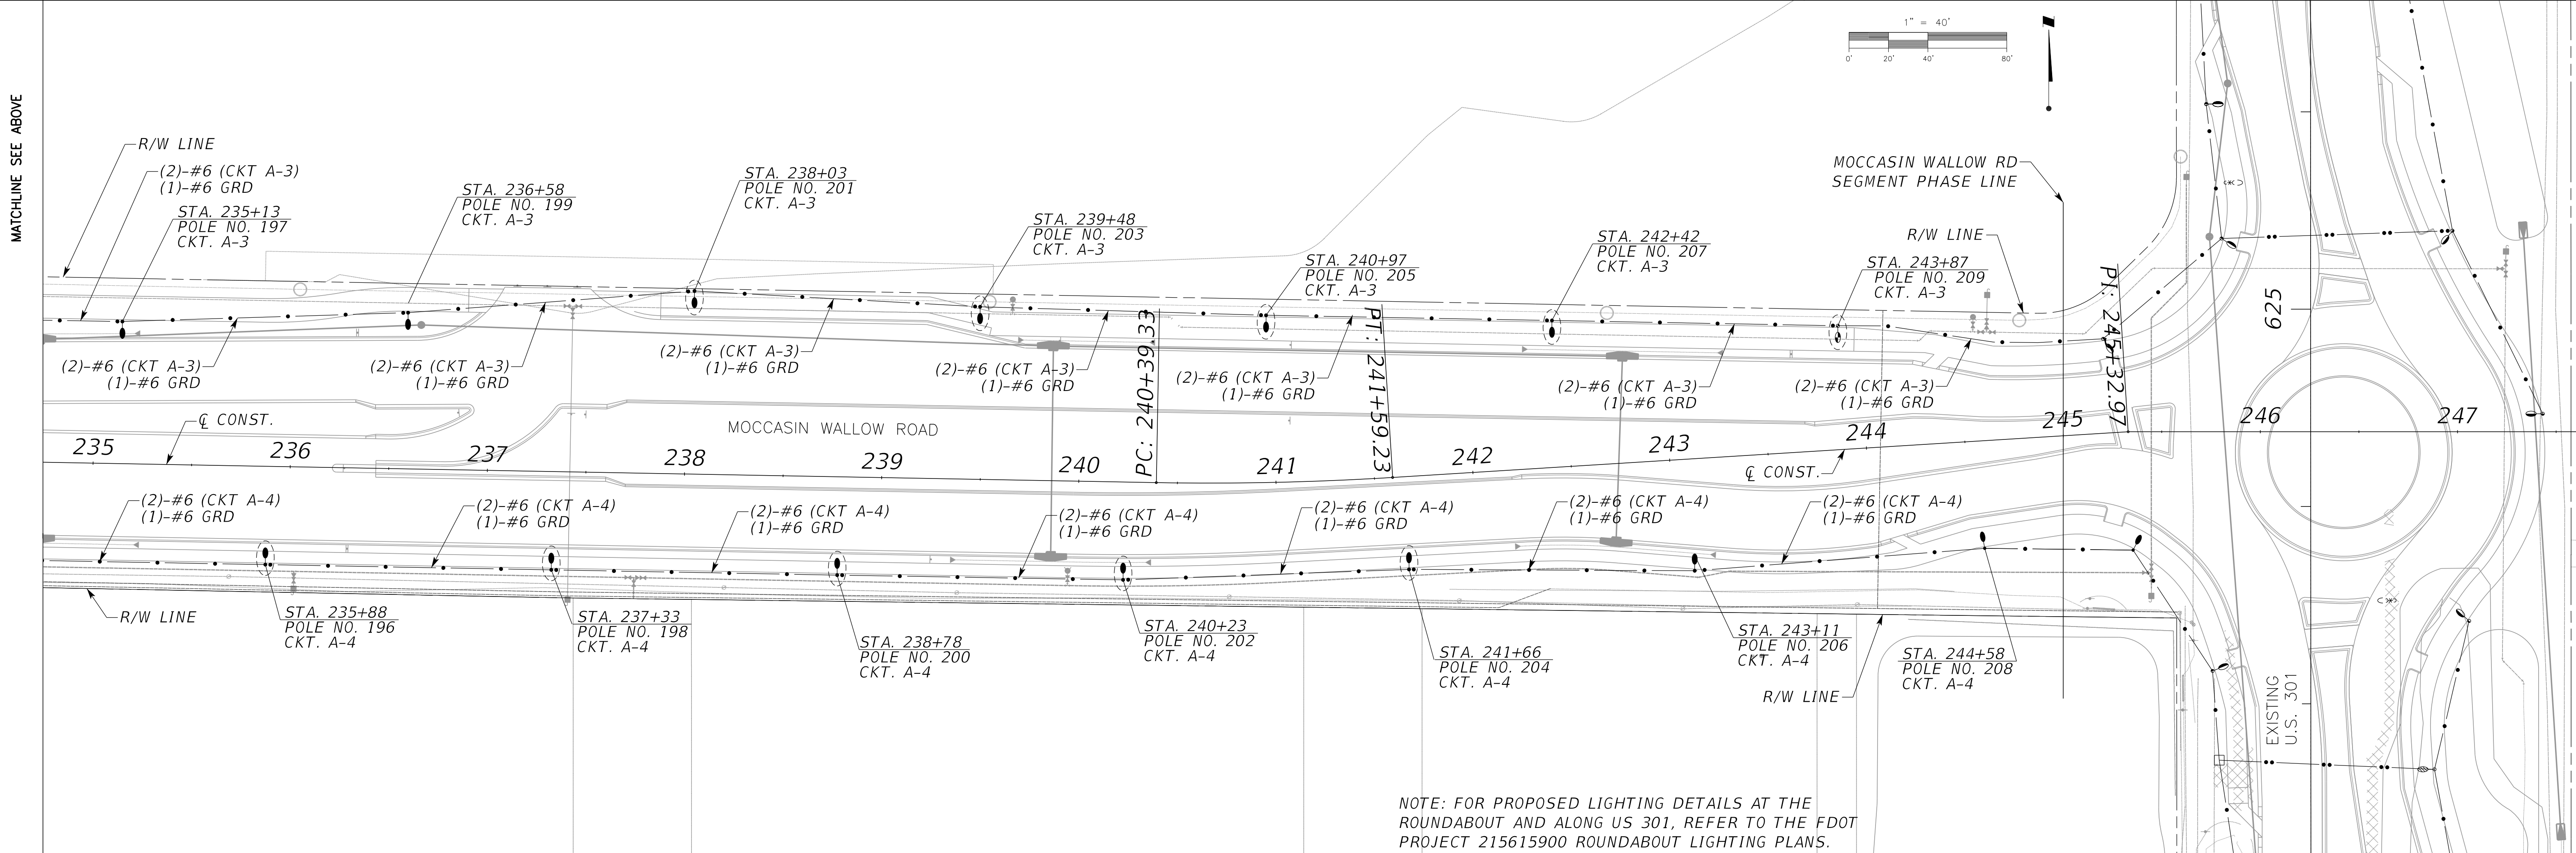 1" = 40'
0'
20'
40'
80'
MATCHLINE SEE ABOVE
R/W LINE
(2)-#6 (CKT A-3)
(1)-#6 GRD
STA. 235+13
POLE NO. 197
CKT. A-3
STA. 236+58
POLE NO. 199
CKT. A-3
STA. 238+03
POLE NO. 201
CKT. A-3
STA. 239+48
POLE NO. 203
CKT. A-3
STA. 240+97
POLE NO. 205
CKT. A-3
STA. 242+42
POLE NO. 207
CKT. A-3
MOCCASIN WALLOW RD
SEGMENT PHASE LINE
R/W LINE
STA. 243+87
POLE NO. 209
CKT. A-3
(2)-#6 (CKT A-3)
(1)-#6 GRD
(2)-#6 (CKT A-3)
(1)-#6 GRD
(2)-#6 (CKT A-3)
(1)-#6 GRD
(2)-#6 (CKT A-3)
(1)-#6 GRD
(2)-#6 (CKT A-3)
(1)-#6 GRD
(2)-#6 (CKT A-3)
(1)-#6 GRD
(2)-#6 (CKT A-3)
(1)-#6 GRD
PC: 240+39.33
PT: 241+59.23
PI: 245+32.97
625
℄ CONST.
MOCCASIN WALLOW ROAD
235
236
237
238
239
240
241
242
243
244
245
246
247
℄ CONST.
(2)-#6 (CKT A-4)
(1)-#6 GRD
(2)-#6 (CKT A-4)
(1)-#6 GRD
(2)-#6 (CKT A-4)
(1)-#6 GRD
(2)-#6 (CKT A-4)
(1)-#6 GRD
(2)-#6 (CKT A-4)
(1)-#6 GRD
(2)-#6 (CKT A-4)
(1)-#6 GRD
(2)-#6 (CKT A-4)
(1)-#6 GRD
R/W LINE
STA. 235+88
POLE NO. 196
CKT. A-4
STA. 237+33
POLE NO. 198
CKT. A-4
STA. 238+78
POLE NO. 200
CKT. A-4
STA. 240+23
POLE NO. 202
CKT. A-4
STA. 241+66
POLE NO. 204
CKT. A-4
STA. 243+11
POLE NO. 206
CKT. A-4
STA. 244+58
POLE NO. 208
CKT. A-4
R/W LINE
EXISTING
U.S. 301
NOTE: FOR PROPOSED LIGHTING DETAILS AT THE
ROUNDABOUT AND ALONG US 301, REFER TO THE FDOT
PROJECT 215615900 ROUNDABOUT LIGHTING PLANS.